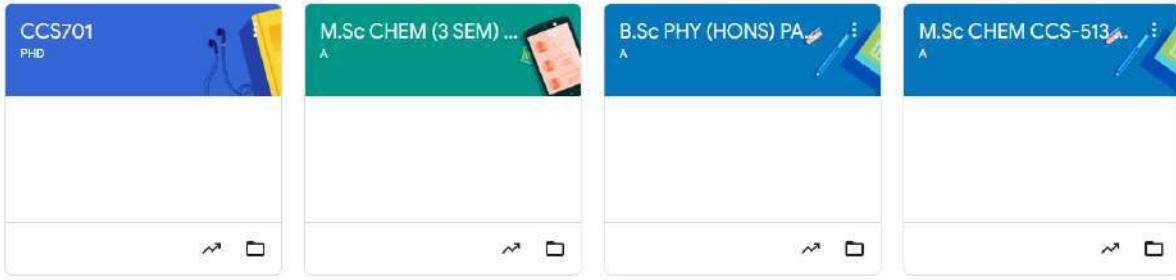 CCS701
PHD
M.Sc CHEM (3 SEM) ...
A
B.Sc PHY (HONS) PA...
A
M.Sc CHEM CCS-513...
A